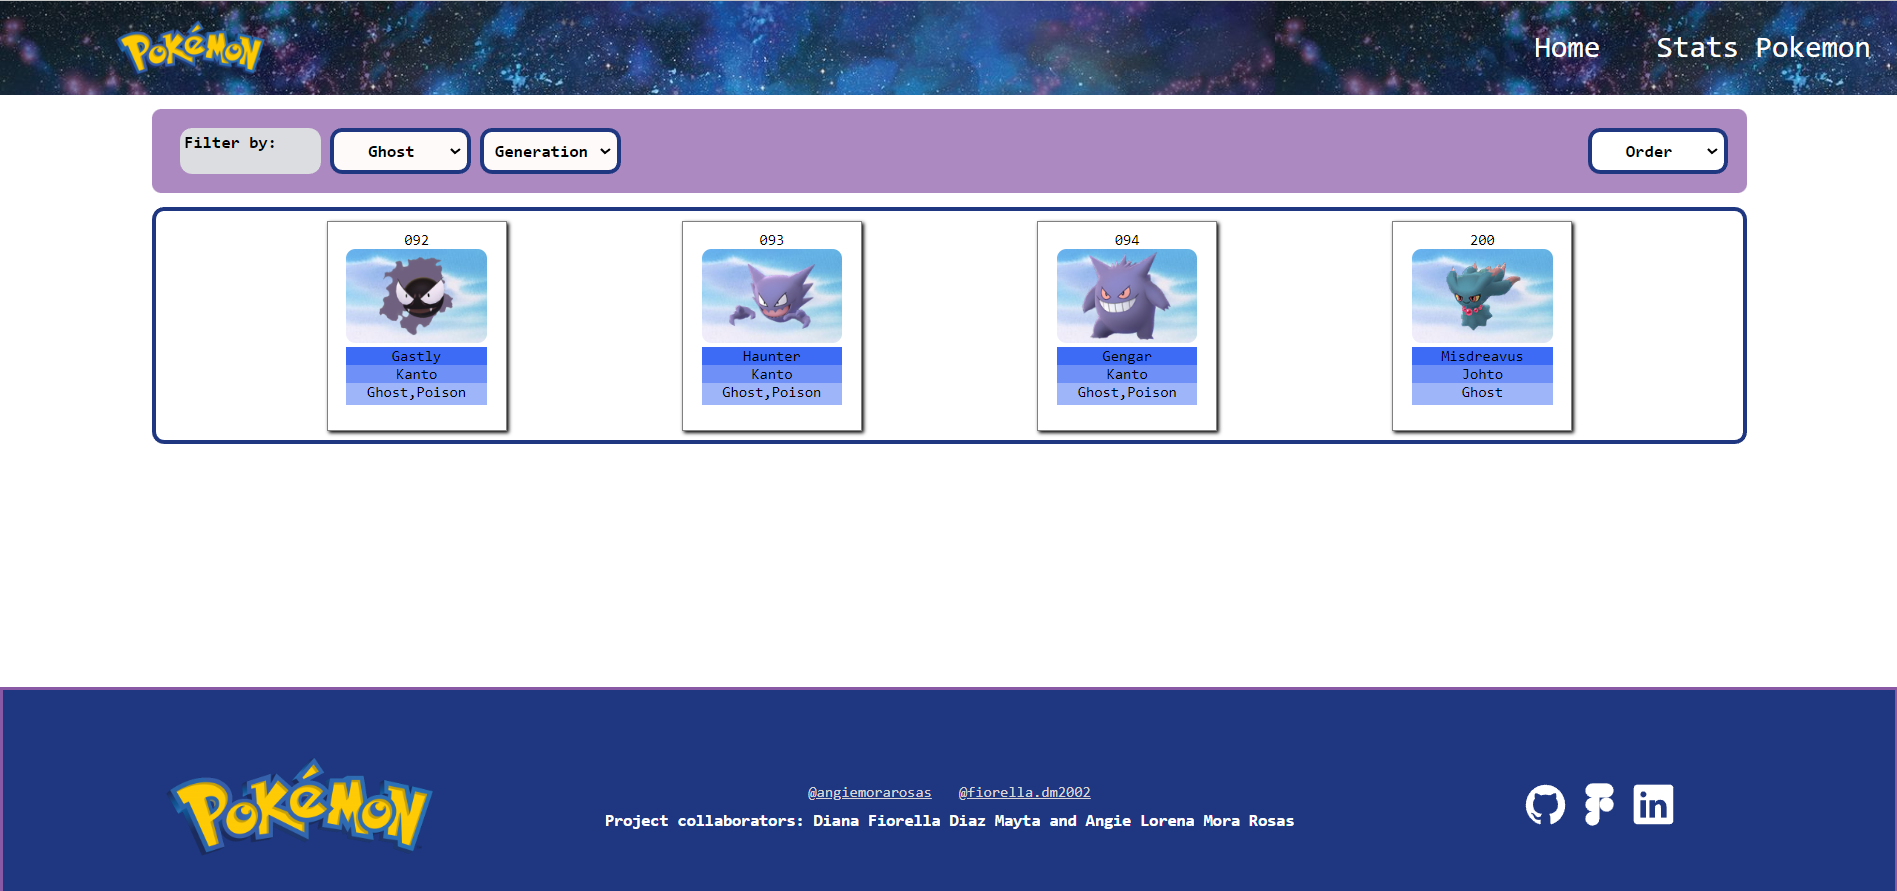 POKéMON
Home Stats Pokemon
Filter by: Ghost Generation Order
092
Gastly
Kanto
Ghost,Poison
093
Haunter
Kanto
Ghost,Poison
094
Gengar
Kanto
Ghost,Poison
200
Misdreavus
Johto
Ghost
POKéMON
@angiemorarosas @fiorella.dm2002
Project collaborators: Diana Fiorella Diaz Mayta and Angie Lorena Mora Rosas
in